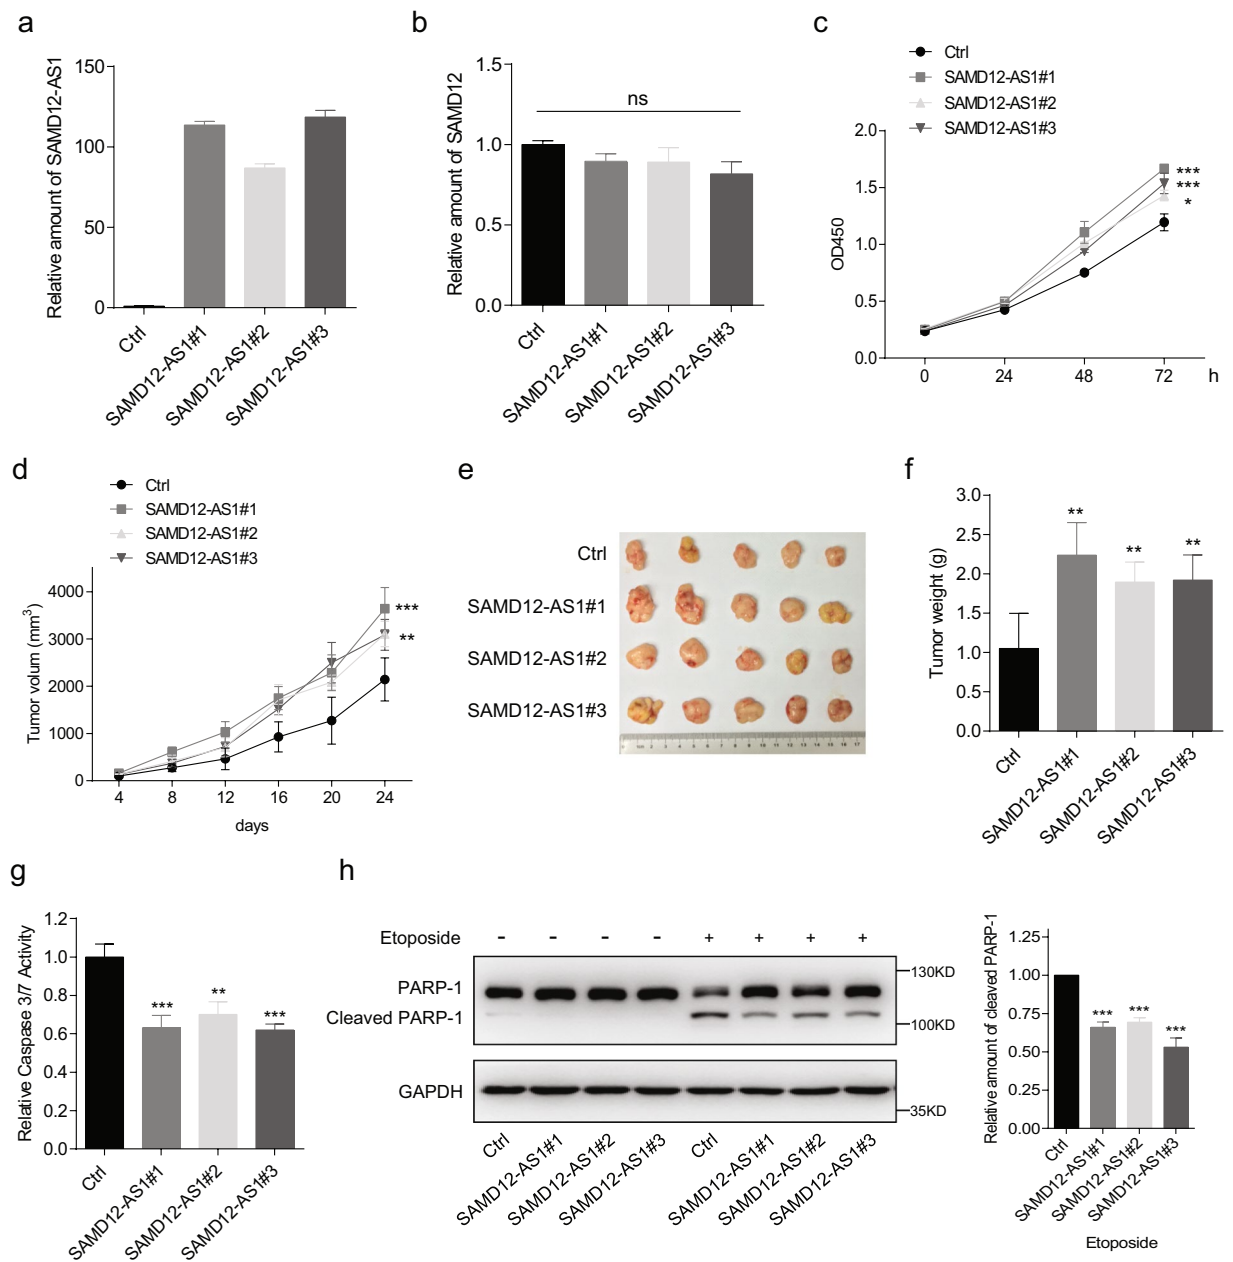 a
Relative amount of SAMD12-AS1
150
100
50
0
Ctrl
SAMD12-AS1#1
SAMD12-AS1#2
SAMD12-AS1#3
b
Relative amount of SAMD12
1.5
1.0
0.5
0.0
ns
Ctrl
SAMD12-AS1#1
SAMD12-AS1#2
SAMD12-AS1#3
c
Ctrl
SAMD12-AS1#1
SAMD12-AS1#2
SAMD12-AS1#3
OD450
2.0
1.5
1.0
0.5
0.0
***
***
*
0 24 48 72 h
d
Ctrl
SAMD12-AS1#1
SAMD12-AS1#2
SAMD12-AS1#3
Tumor volum (mm3)
4000
3000
2000
1000
0
***
**
4 8 12 16 20 24
days
e
Ctrl
SAMD12-AS1#1
SAMD12-AS1#2
SAMD12-AS1#3
f
Tumor weight (g)
3.0
2.5
2.0
1.5
1.0
0.5
0.0
**
**
**
Ctrl
SAMD12-AS1#1
SAMD12-AS1#2
SAMD12-AS1#3
g
Relative Caspase 3/7 Activity
1.2
1.0
0.8
0.6
0.4
0.2
0.0
***
**
***
Ctrl
SAMD12-AS1#1
SAMD12-AS1#2
SAMD12-AS1#3
h
Etoposide - - - - + + + +
PARP-1
Cleaved PARP-1
GAPDH
130KD
100KD
35KD
Ctrl
SAMD12-AS1#1
SAMD12-AS1#2
SAMD12-AS1#3
Ctrl
SAMD12-AS1#1
SAMD12-AS1#2
SAMD12-AS1#3
Relative amount of cleaved PARP-1
1.25
1.00
0.75
0.50
0.25
0.00
***
***
***
Ctrl
SAMD12-AS1#1
SAMD12-AS1#2
SAMD12-AS1#3
Etoposide